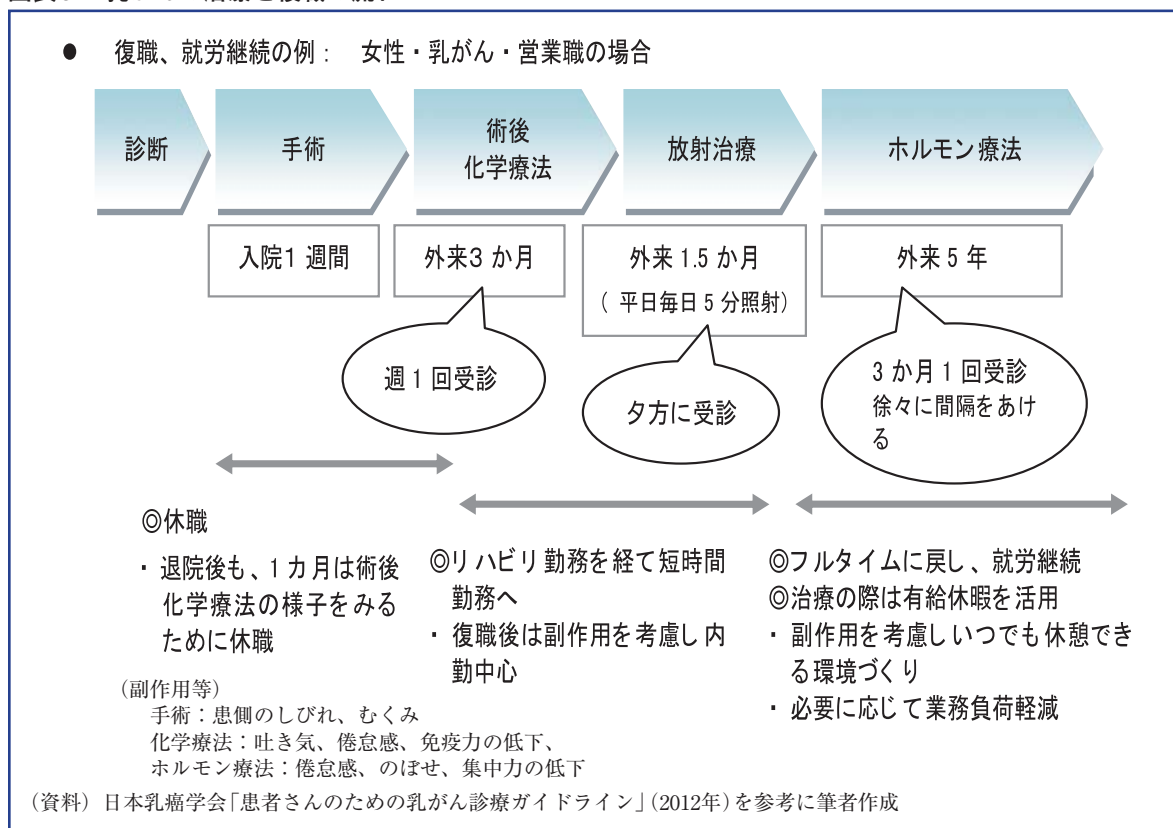 ● 復職、就労継続の例： 女性・乳がん・営業職の場合
診断
手術
術後
化学療法
放射治療
ホルモン療法
入院1週間
外来3か月
外来1.5か月
（平日毎日5分照射）
外来5年
週1回受診
夕方に受診
3か月1回受診
徐々に間隔をあけ
る
◎休職
・退院後も、1カ月は術後
化学療法の様子をみる
ために休職
◎リハビリ勤務を経て短時間
勤務へ
・復職後は副作用を考慮し内
勤中心
◎フルタイムに戻し、就労継続
◎治療の際は有給休暇を活用
・副作用を考慮しいつでも休憩でき
る環境づくり
・必要に応じて業務負荷軽減
（副作用等）
手術：患側のしびれ、むくみ
化学療法：吐き気、倦怠感、免疫力の低下、
ホルモン療法：倦怠感、のぼせ、集中力の低下
（資料）日本乳癌学会「患者さんのための乳がん診療ガイドライン」（2012年）を参考に筆者作成